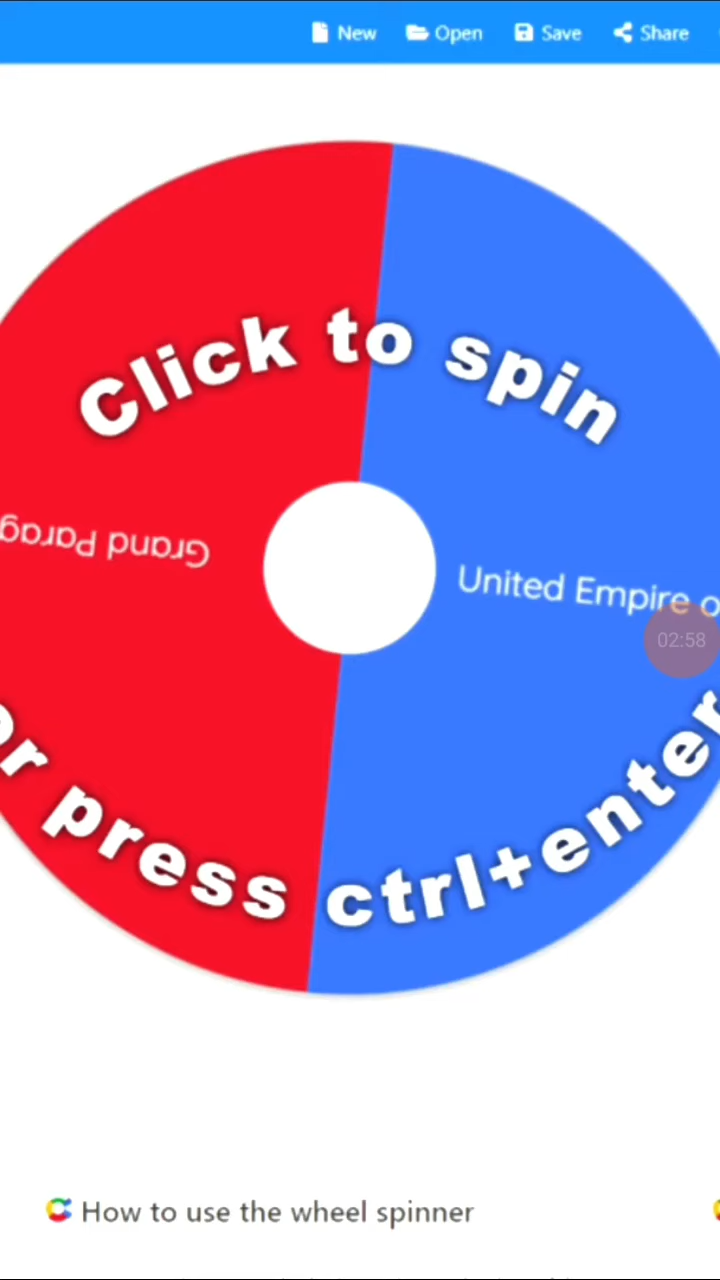 New Open Save Share
Click to spin
Grand Parag
United Empire o
02:58
or press ctrl+enter
How to use the wheel spinner